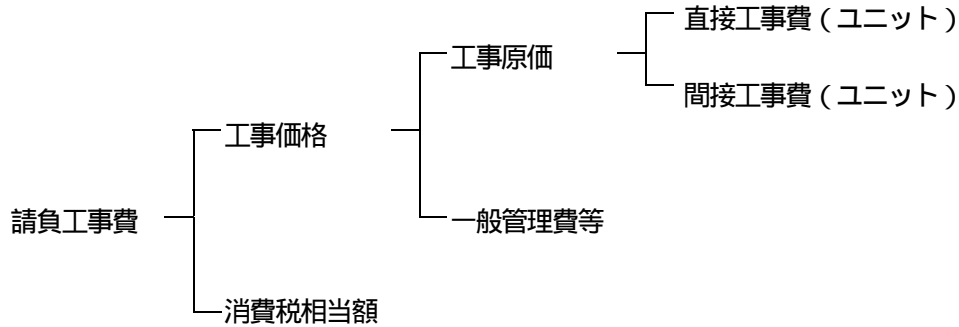 直接工事費(ユニット)
工事原価
間接工事費(ユニット)
工事価格
請負工事費
一般管理費等
消費税相当額